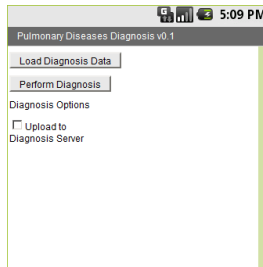 5:09 PM
Pulmonary Diseases Diagnosis v0.1
Load Diagnosis Data
Perform Diagnosis
Diagnosis Options
Upload to
Diagnosis Server